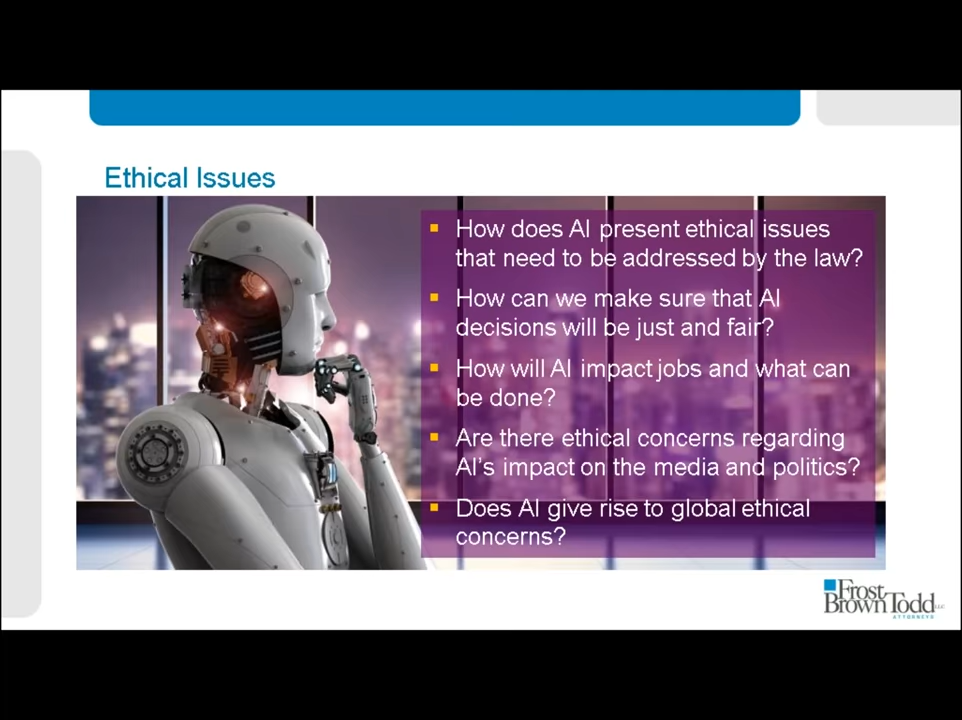 Ethical Issues
How does AI present ethical issues
that need to be addressed by the law?
How can we make sure that AI
decisions will be just and fair?
How will AI impact jobs and what can
be done?
Are there ethical concerns regarding
AI's impact on the media and politics?
Does AI give rise to global ethical
concerns?
Frost
Brown Todd LLC
ATTORNEYS